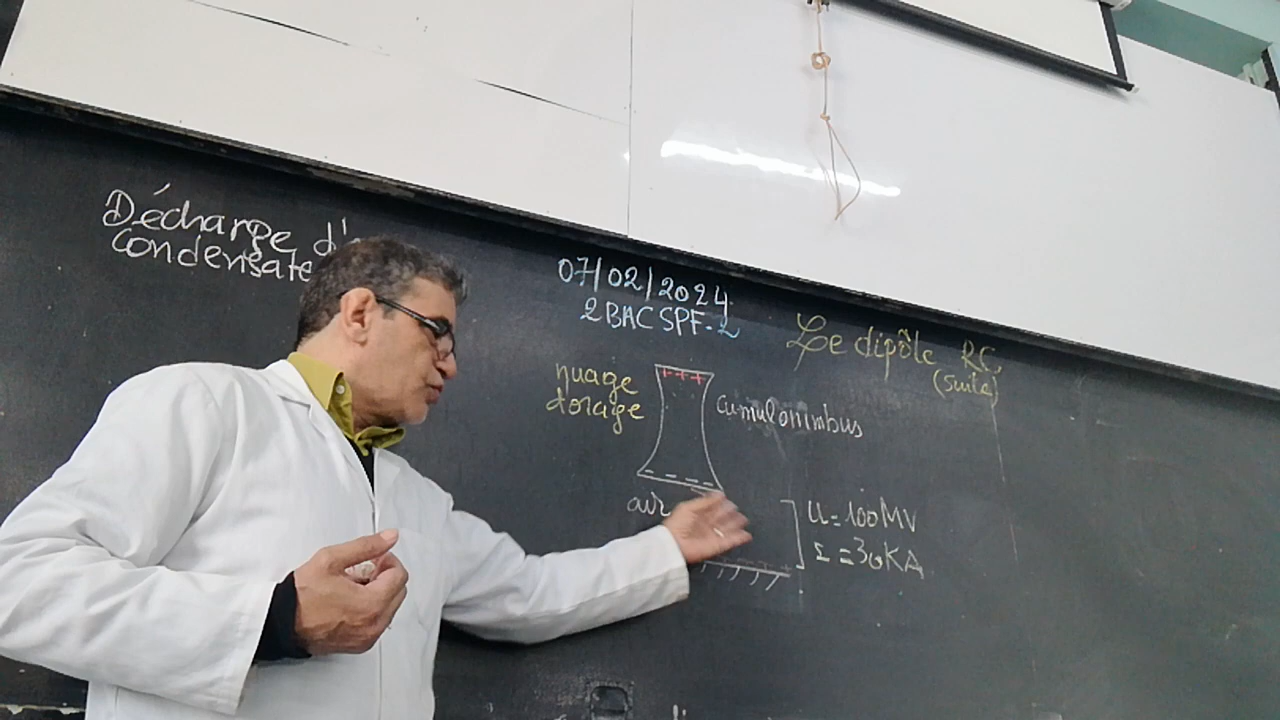 Décharge d'
condensate
07/02/2024
2BAC SPF-2
Le dipôle RC,
(suite)
nuage
d'orage
+ + +
cumulonimbus
- - - -
air
U=100MV
I=30KA